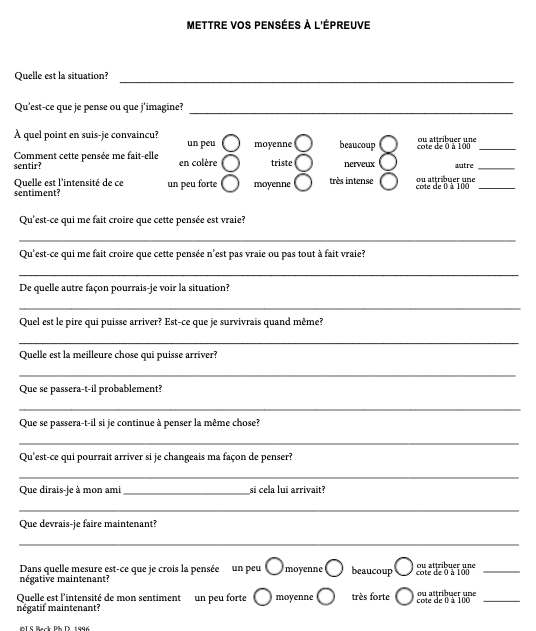 METTRE VOS PENSÉES À L'ÉPREUVE
Quelle est la situation?
Qu'est-ce que je pense ou que j'imagine?
À quel point en suis-je convaincu? un peu moyenne beaucoup ou attribuer une cote de 0 à 100
Comment cette pensée me fait-elle sentir? en colère triste nerveux autre
Quelle est l'intensité de ce sentiment? un peu forte moyenne très intense ou attribuer une cote de 0 à 100
Qu'est-ce qui me fait croire que cette pensée est vraie?
Qu'est-ce qui me fait croire que cette pensée n'est pas vraie ou pas tout à fait vraie?
De quelle autre façon pourrais-je voir la situation?
Quel est le pire qui puisse arriver? Est-ce que je survivrais quand même?
Quelle est la meilleure chose qui puisse arriver?
Que se passera-t-il probablement?
Que se passera-t-il si je continue à penser la même chose?
Qu'est-ce qui pourrait arriver si je changeais ma façon de penser?
Que dirais-je à mon ami ______________________si cela lui arrivait?
Que devrais-je faire maintenant?
Dans quelle mesure est-ce que je crois la pensée négative maintenant? un peu moyenne beaucoup ou attribuer une cote de 0 à 100
Quelle est l'intensité de mon sentiment négatif maintenant? un peu forte moyenne très forte ou attribuer une cote de 0 à 100
©J.S. Beck Ph.D. 1996